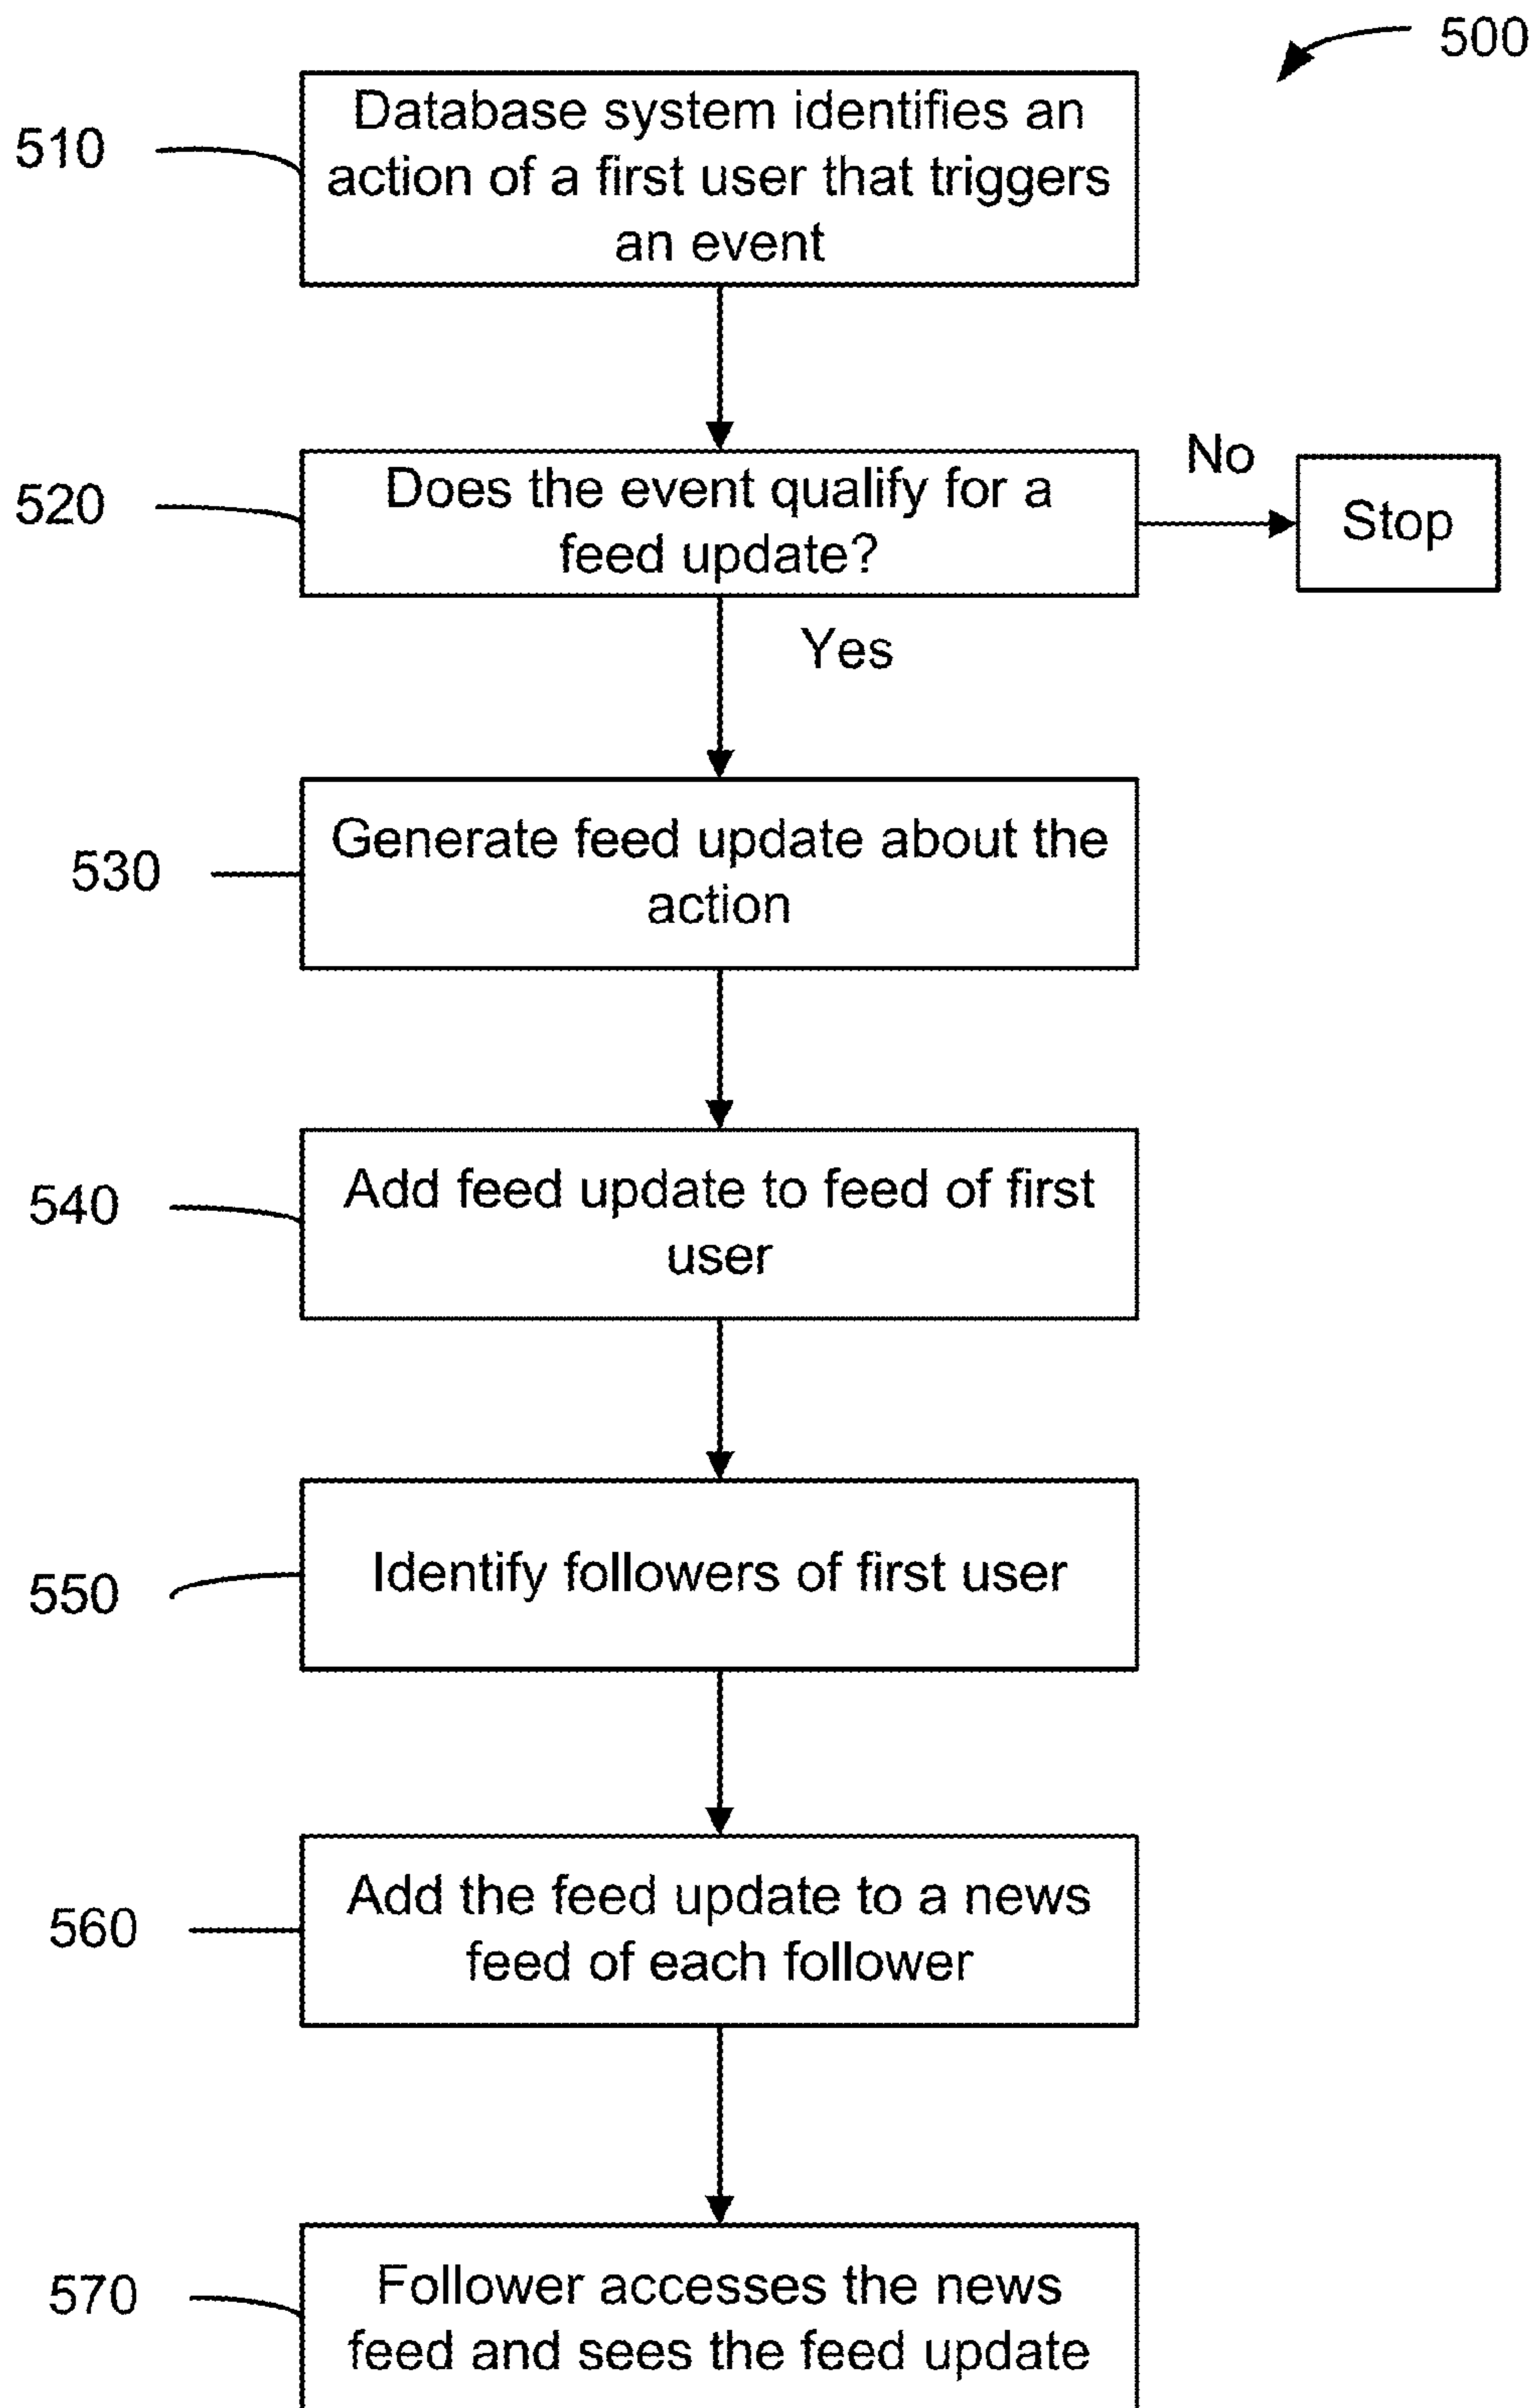 500
510
Database system identifies an
action of a first user that triggers
an event
520
Does the event qualify for a
feed update?
No
Stop
Yes
530
Generate feed update about the
action
540
Add feed update to feed of first
user
550
Identify followers of first user
560
Add the feed update to a news
feed of each follower
570
Follower accesses the news
feed and sees the feed update